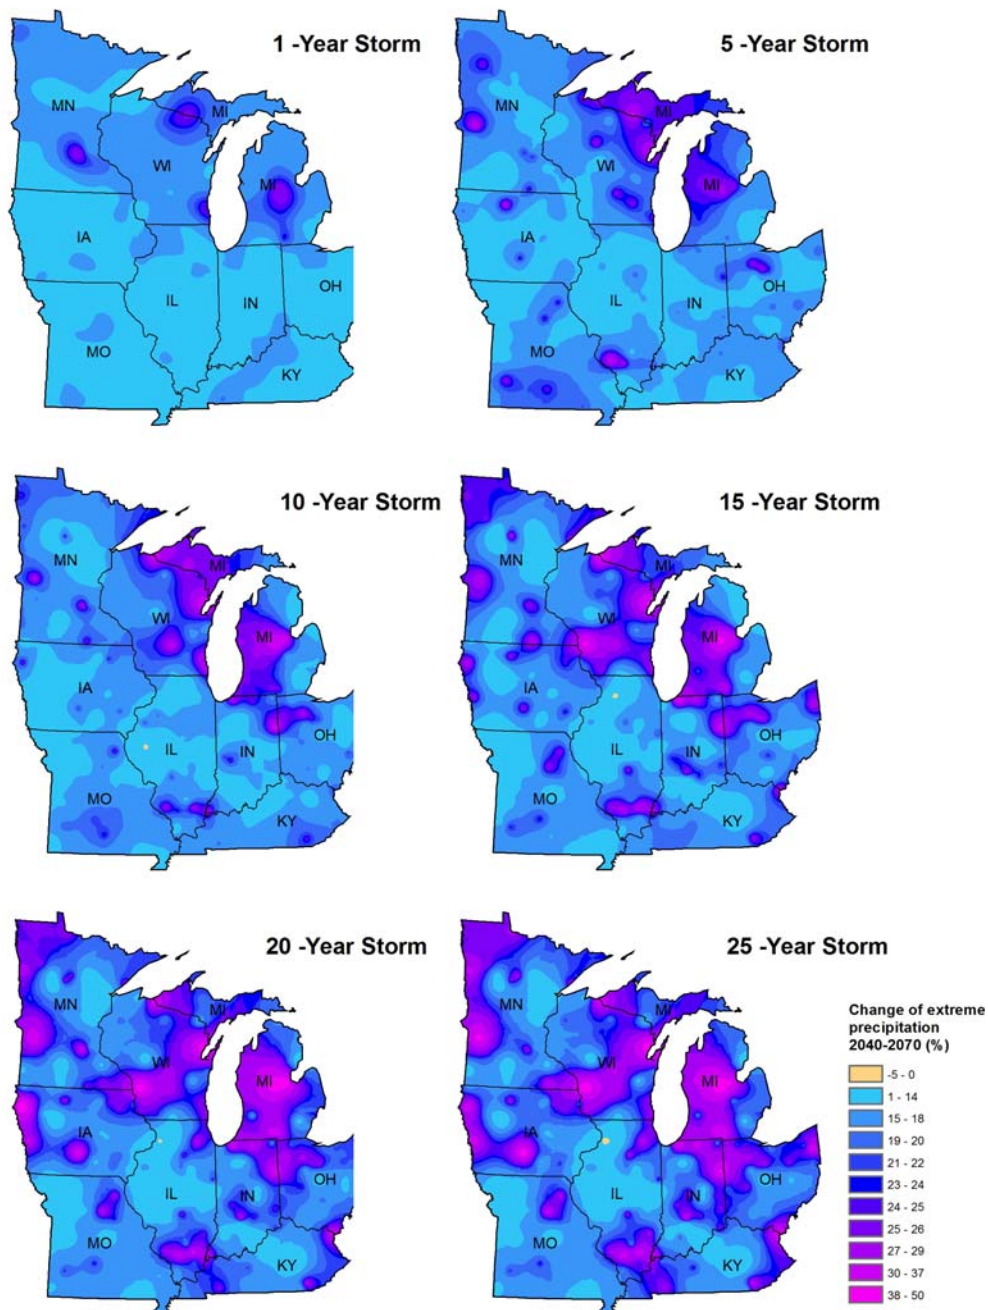 1 -Year Storm
MN
WI
MI
MI
IA
IL
IN
OH
MO
KY
5 -Year Storm
MN
WI
MI
MI
IA
IL
IN
OH
MO
KY
10 -Year Storm
MN
WI
MI
MI
IA
IL
IN
OH
MO
KY
15 -Year Storm
MN
WI
MI
MI
IA
IL
IN
OH
MO
KY
20 -Year Storm
MN
WI
MI
MI
IA
IL
IN
OH
MO
KY
25 -Year Storm
MN
WI
MI
MI
IA
IL
IN
OH
MO
KY
Change of extreme
precipitation
2040-2070 (%)
-5 - 0
1 - 14
15 - 18
19 - 20
21 - 22
23 - 24
24 - 25
25 - 26
27 - 29
30 - 37
38 - 50